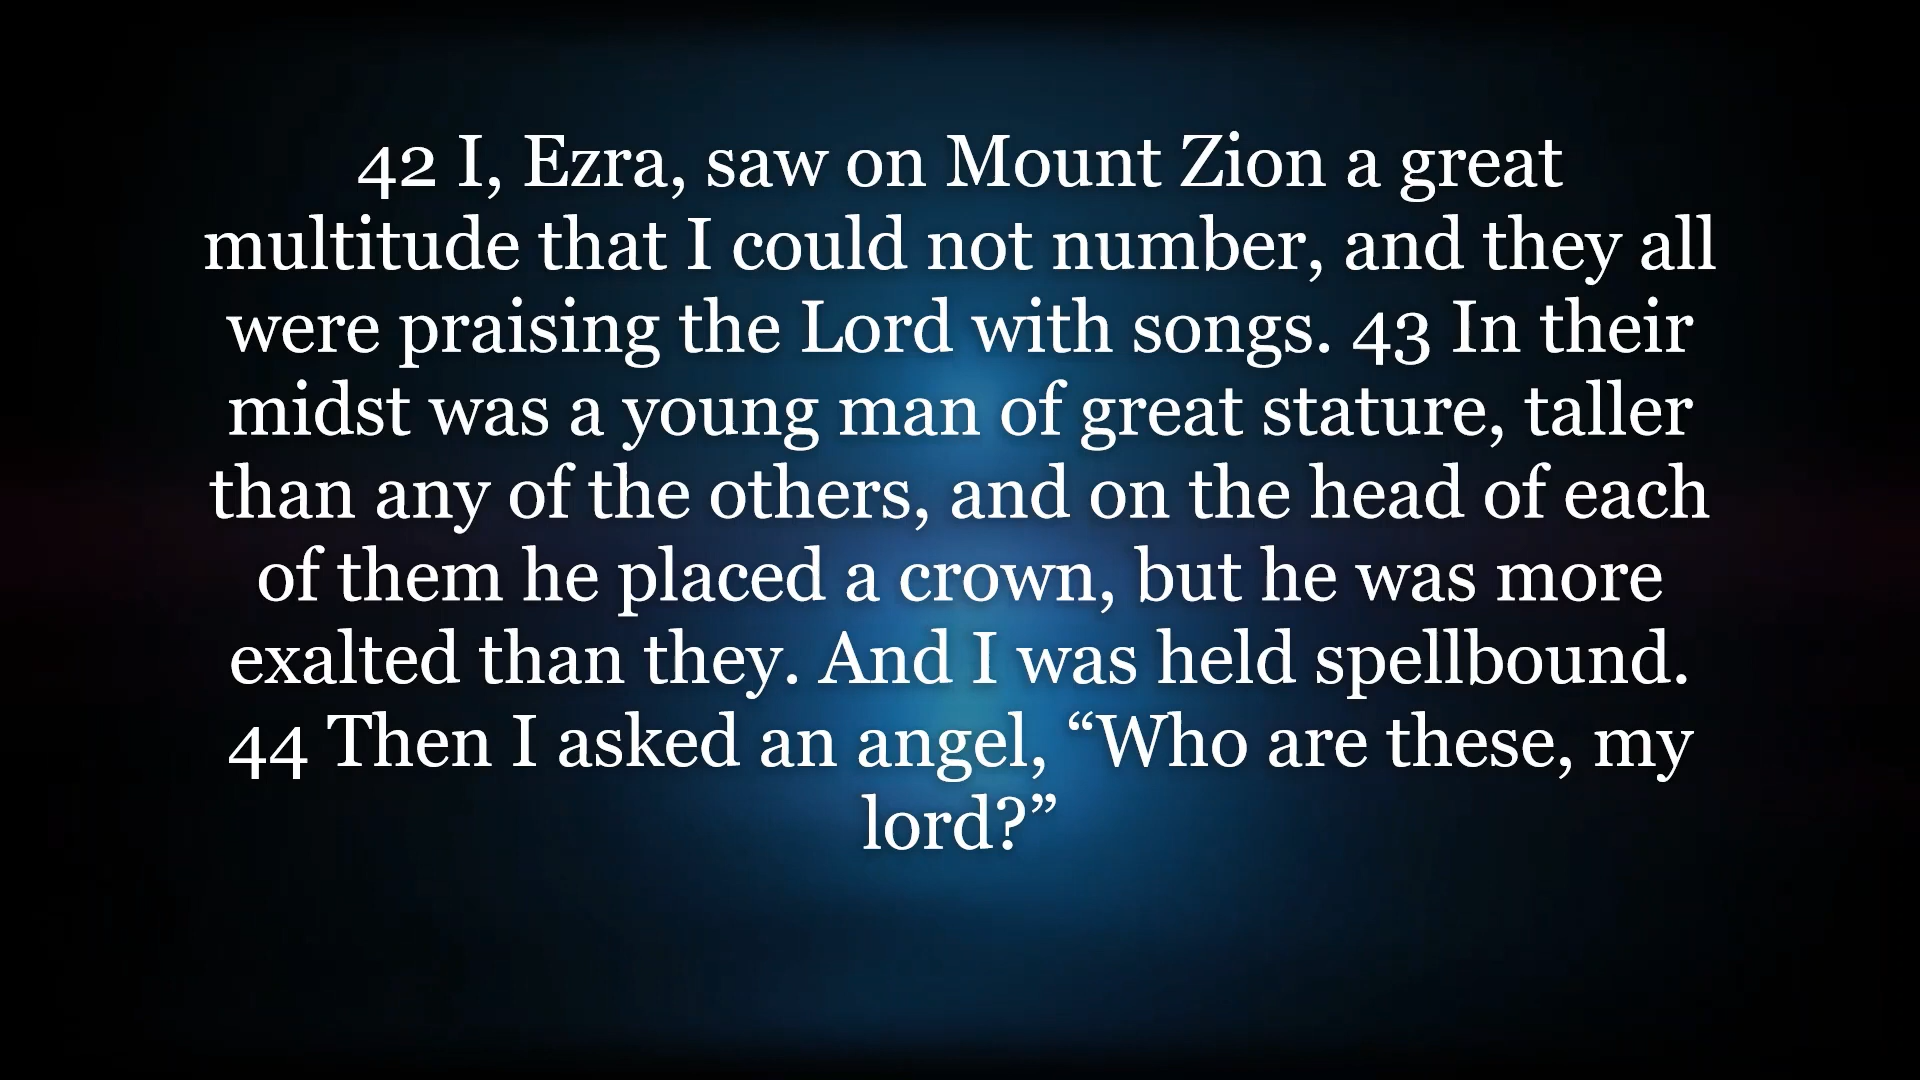 42 I, Ezra, saw on Mount Zion a great
multitude that I could not number, and they all
were praising the Lord with songs. 43 In their
midst was a young man of great stature, taller
than any of the others, and on the head of each
of them he placed a crown, but he was more
exalted than they. And I was held spellbound.
44 Then I asked an angel, “Who are these, my
lord?”